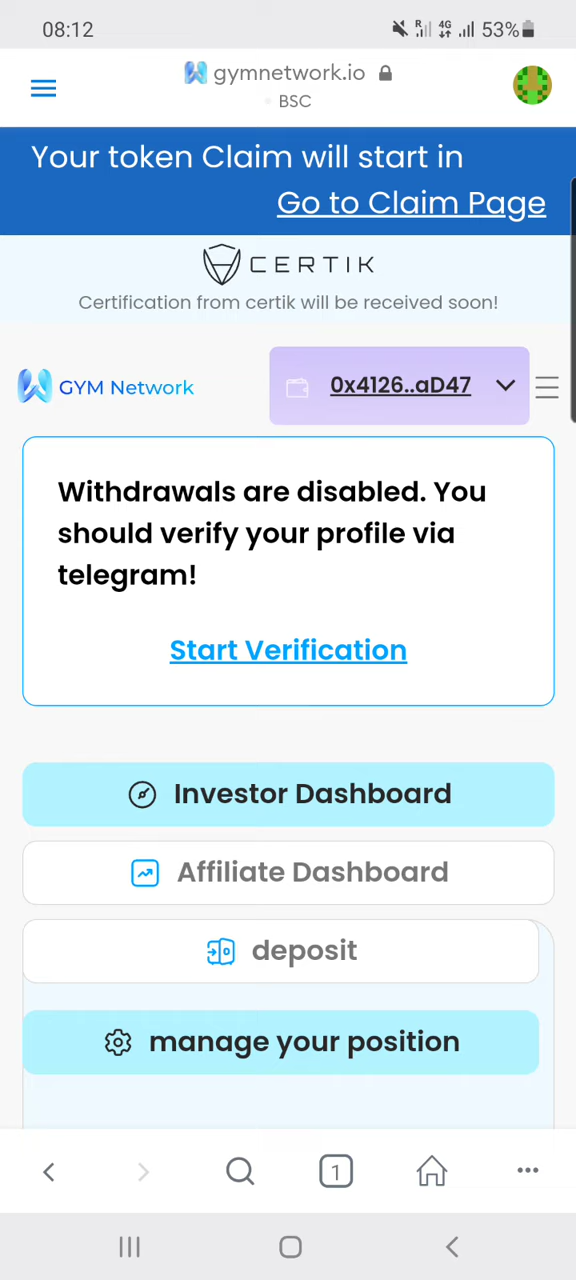 08:12
R 4G 53%
gymnetwork.io
BSC
Your token Claim will start in
Go to Claim Page
CERTIK
Certification from certik will be received soon!
GYM Network
0x4126..aD47
Withdrawals are disabled. You
should verify your profile via
telegram!
Start Verification
Investor Dashboard
Affiliate Dashboard
deposit
manage your position
1